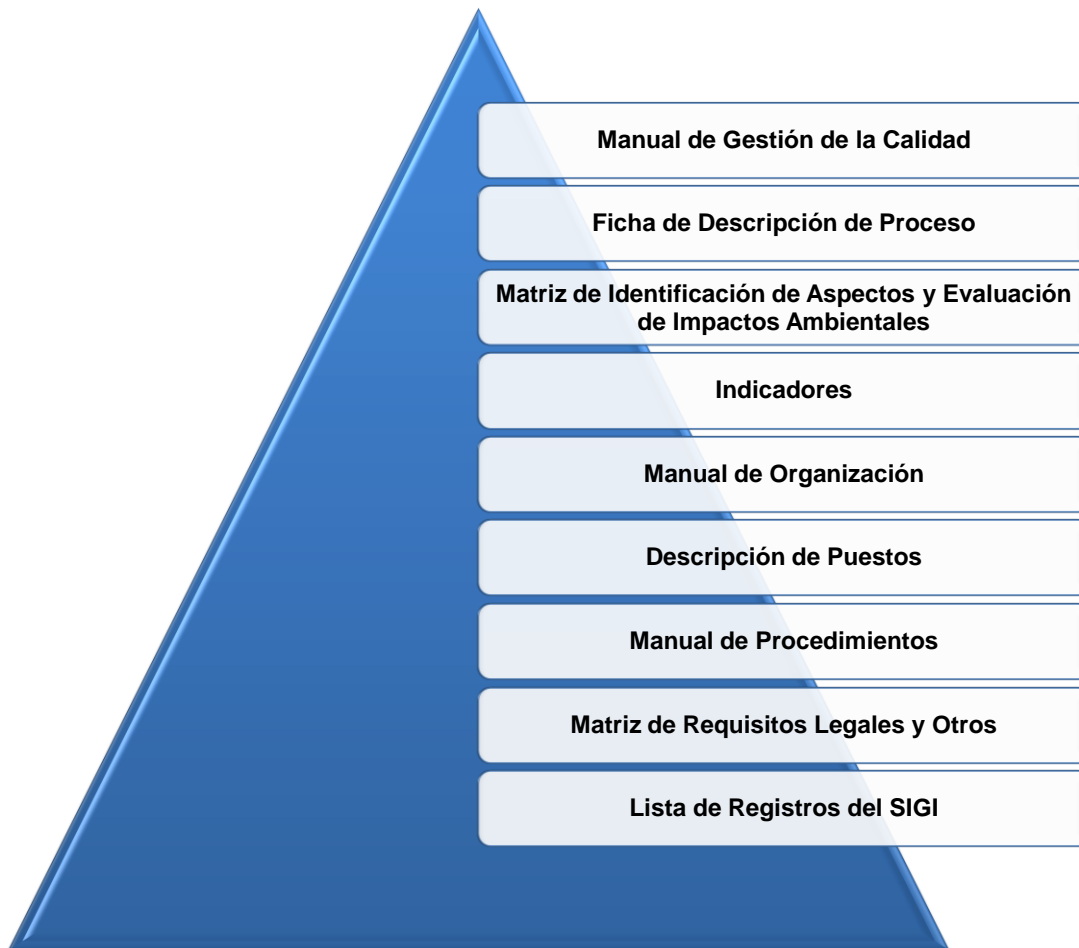 Manual de Gestión de la Calidad
Ficha de Descripción de Proceso
Matriz de Identificación de Aspectos y Evaluación
de Impactos Ambientales
Indicadores
Manual de Organización
Descripción de Puestos
Manual de Procedimientos
Matriz de Requisitos Legales y Otros
Lista de Registros del SIGI